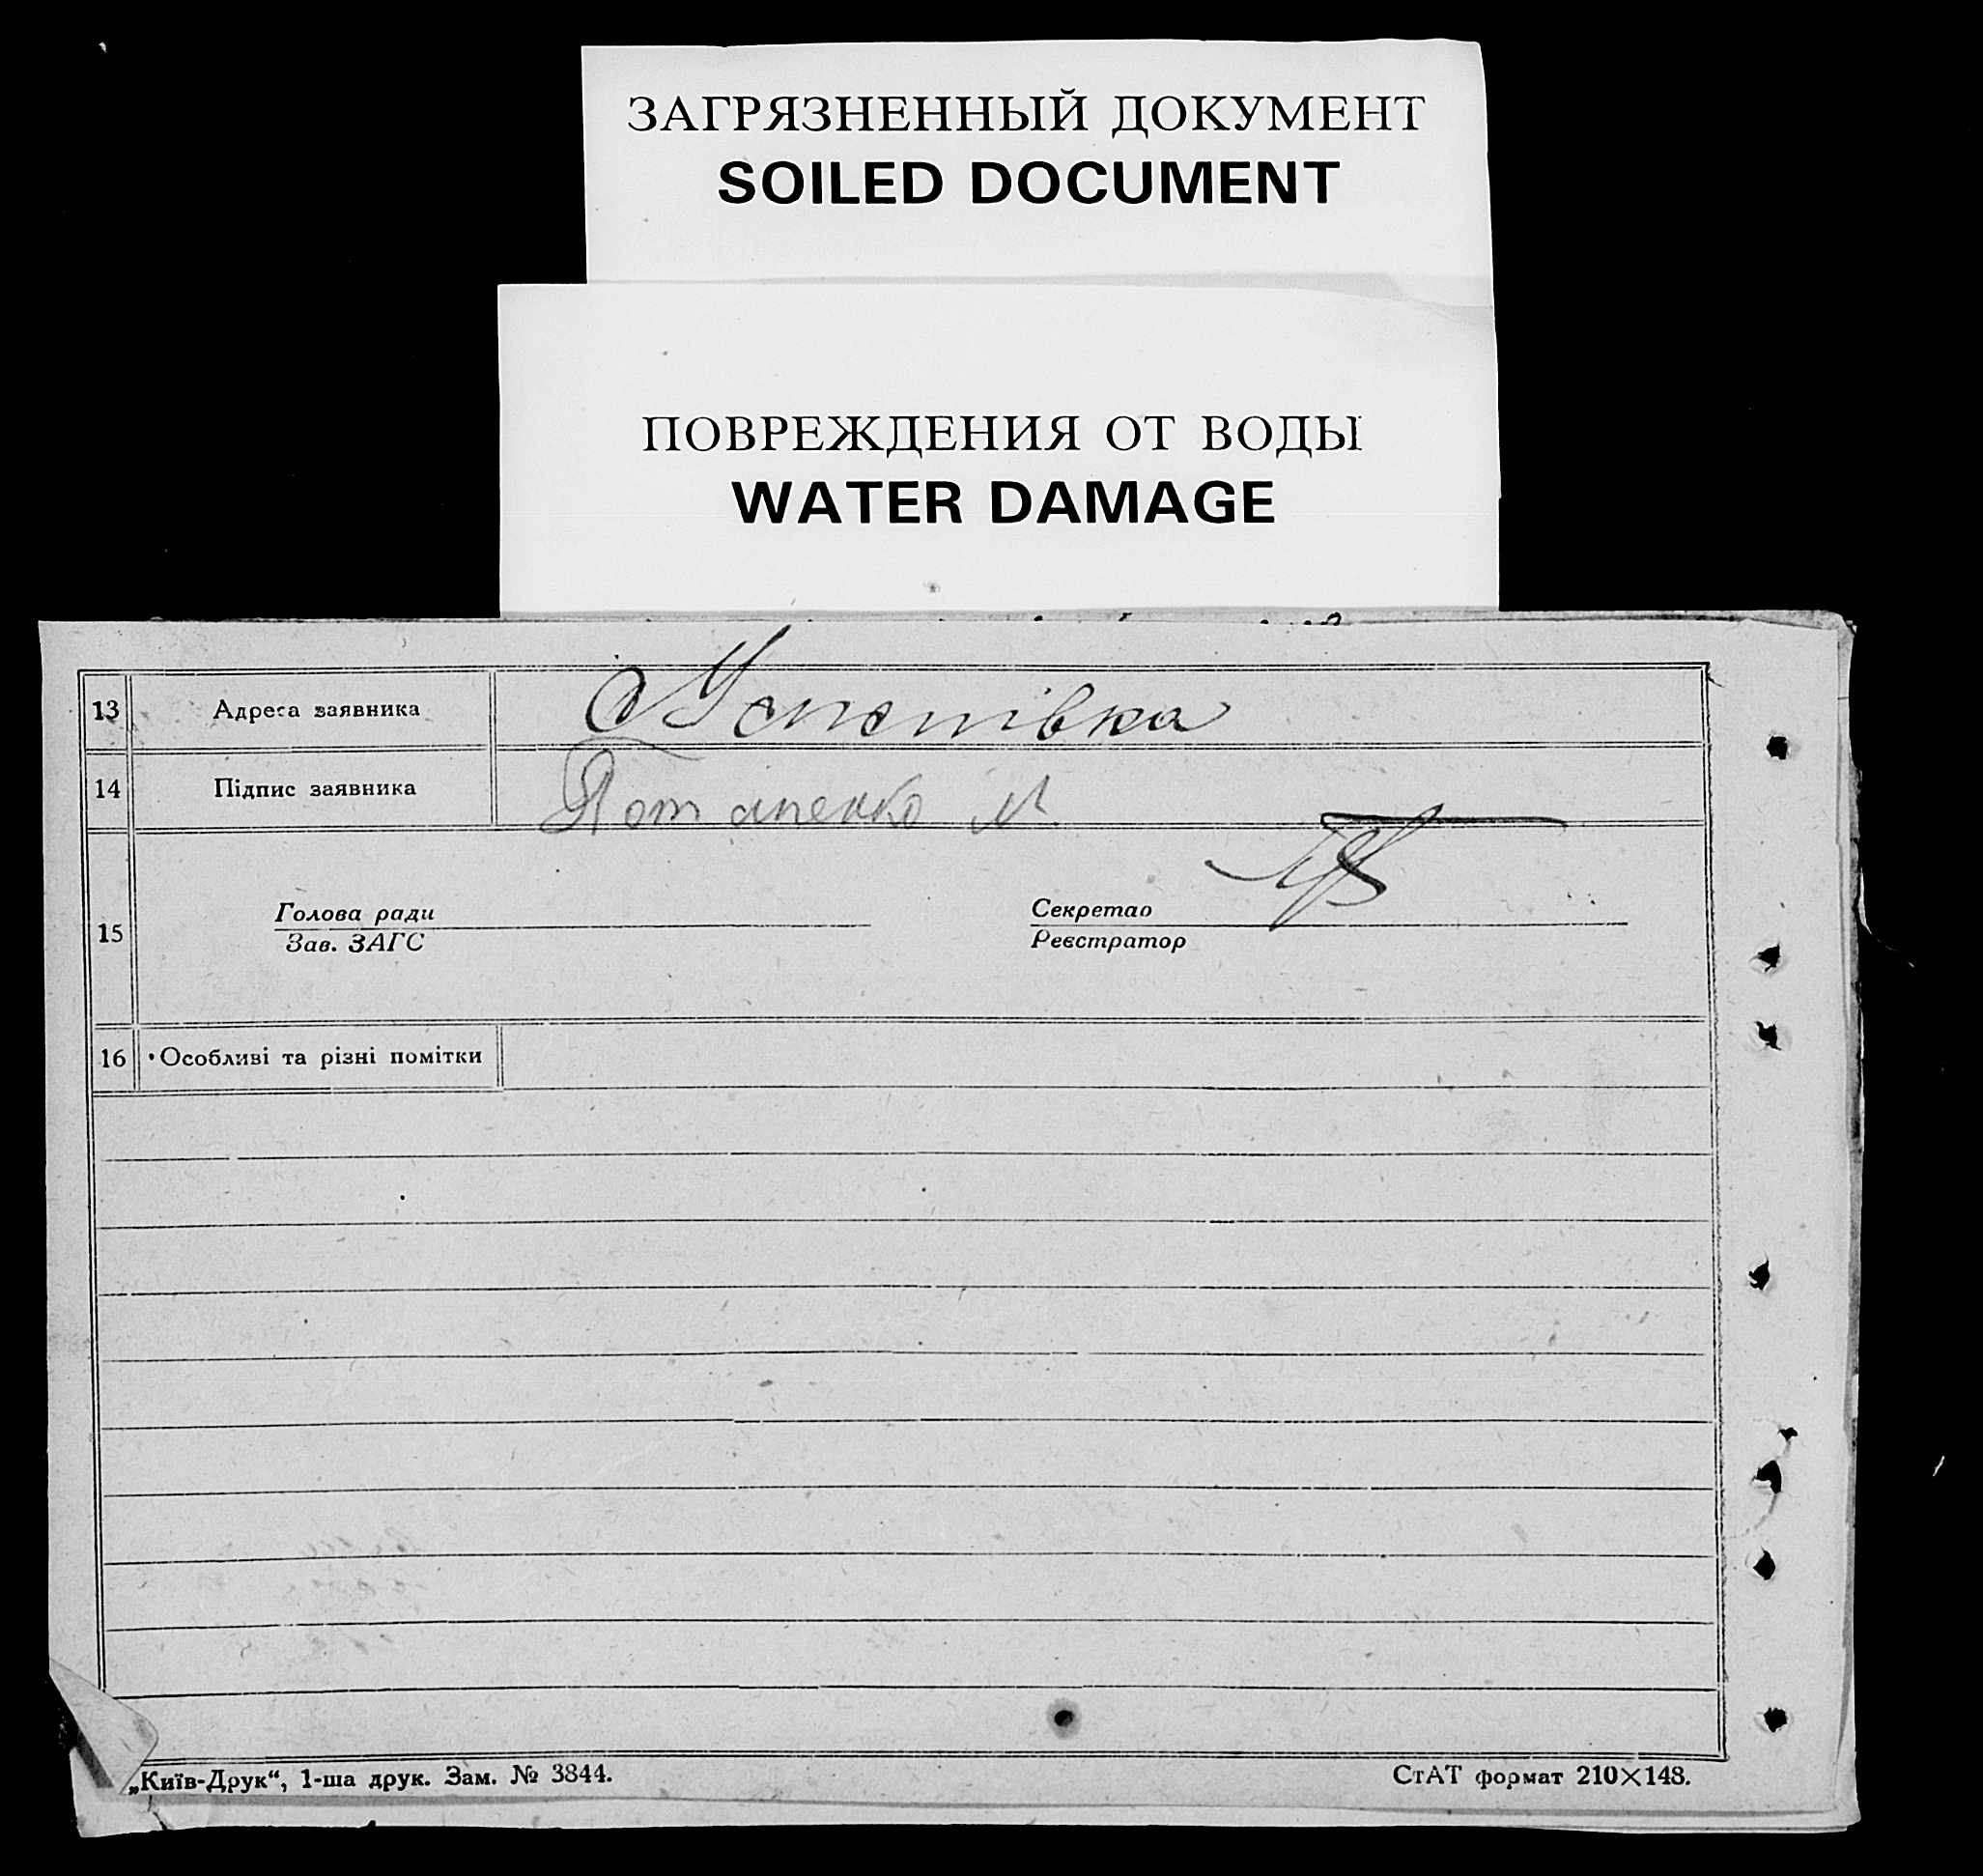 ЗАГРЯЗНЕННЫЙ ДОКУМЕНТ
SOILED DOCUMENT
ПОВРЕЖДЕНИЯ ОТ ВОДЫ
WATER DAMAGE
13 Адреса заявника
14 Підпис заявника Потапенко М
15 Голова ради Секретар
Зав. ЗАГС Реєстратор
16 Особливі та різні помітки
„Київ-Друк“, 1-ша друк. Зам. № 3844. СтАТ формат 210×148.